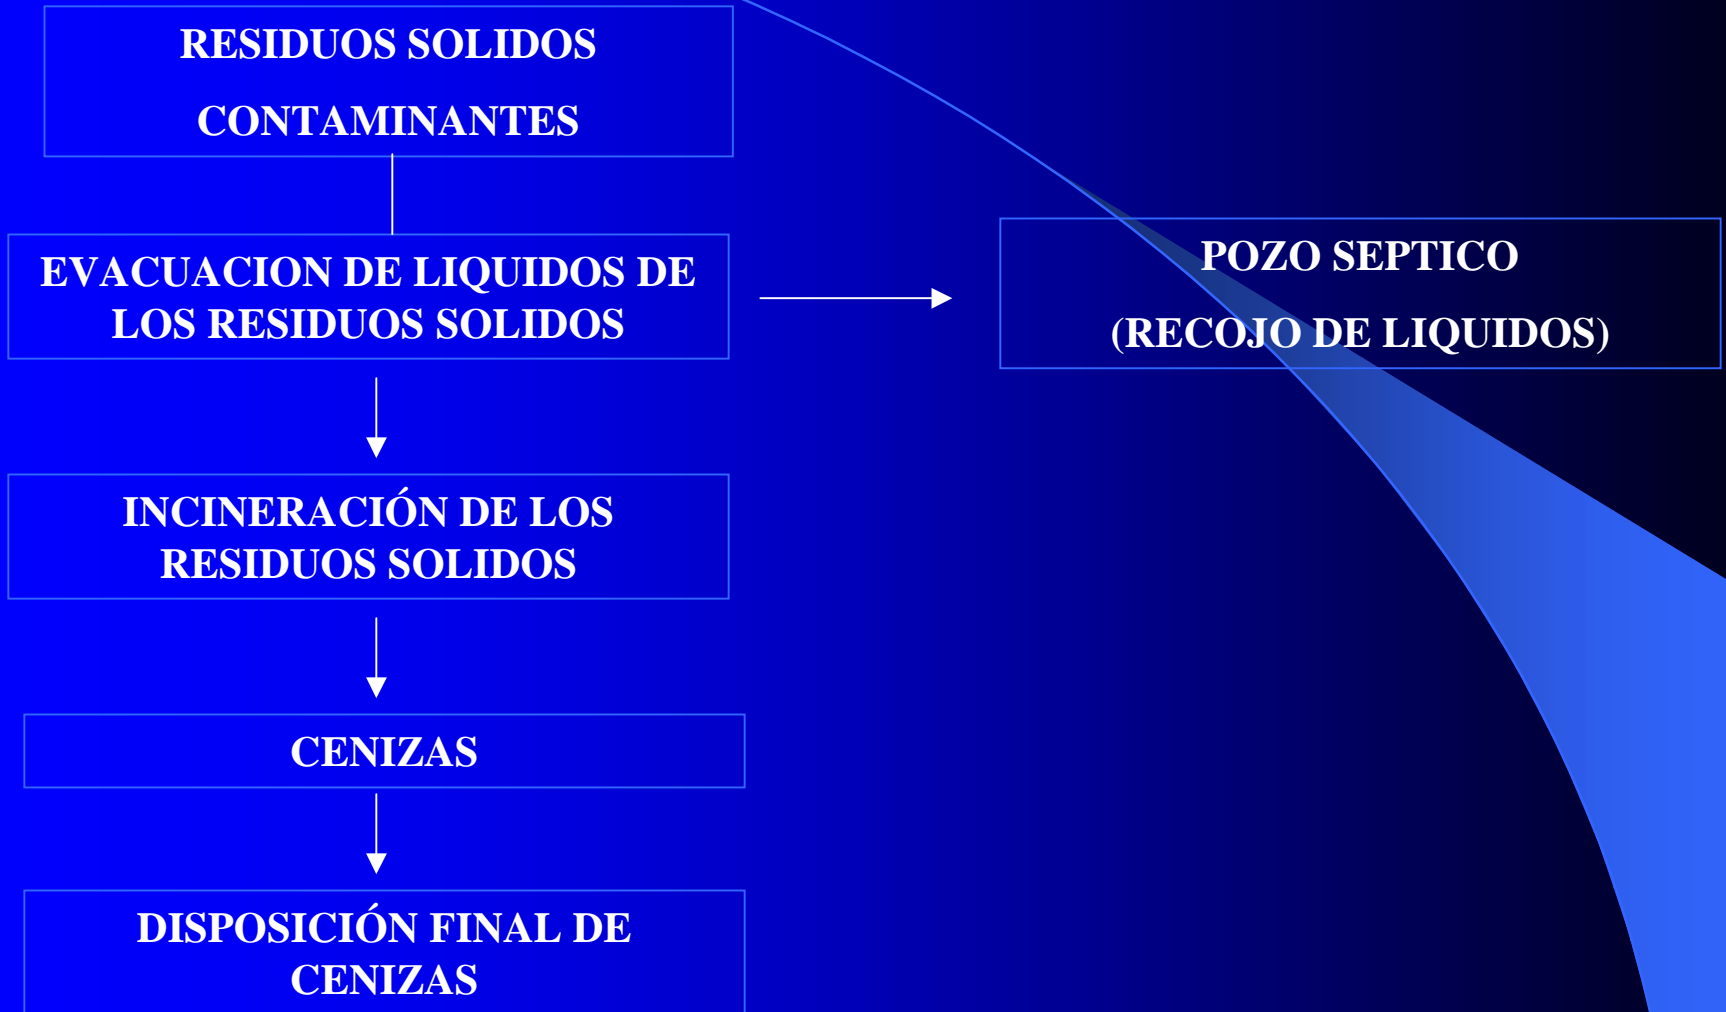 RESIDUOS SOLIDOS
CONTAMINANTES
EVACUACION DE LIQUIDOS DE
LOS RESIDUOS SOLIDOS
POZO SEPTICO
(RECOJO DE LIQUIDOS)
INCINERACIÓN DE LOS
RESIDUOS SOLIDOS
CENIZAS
DISPOSICIÓN FINAL DE
CENIZAS